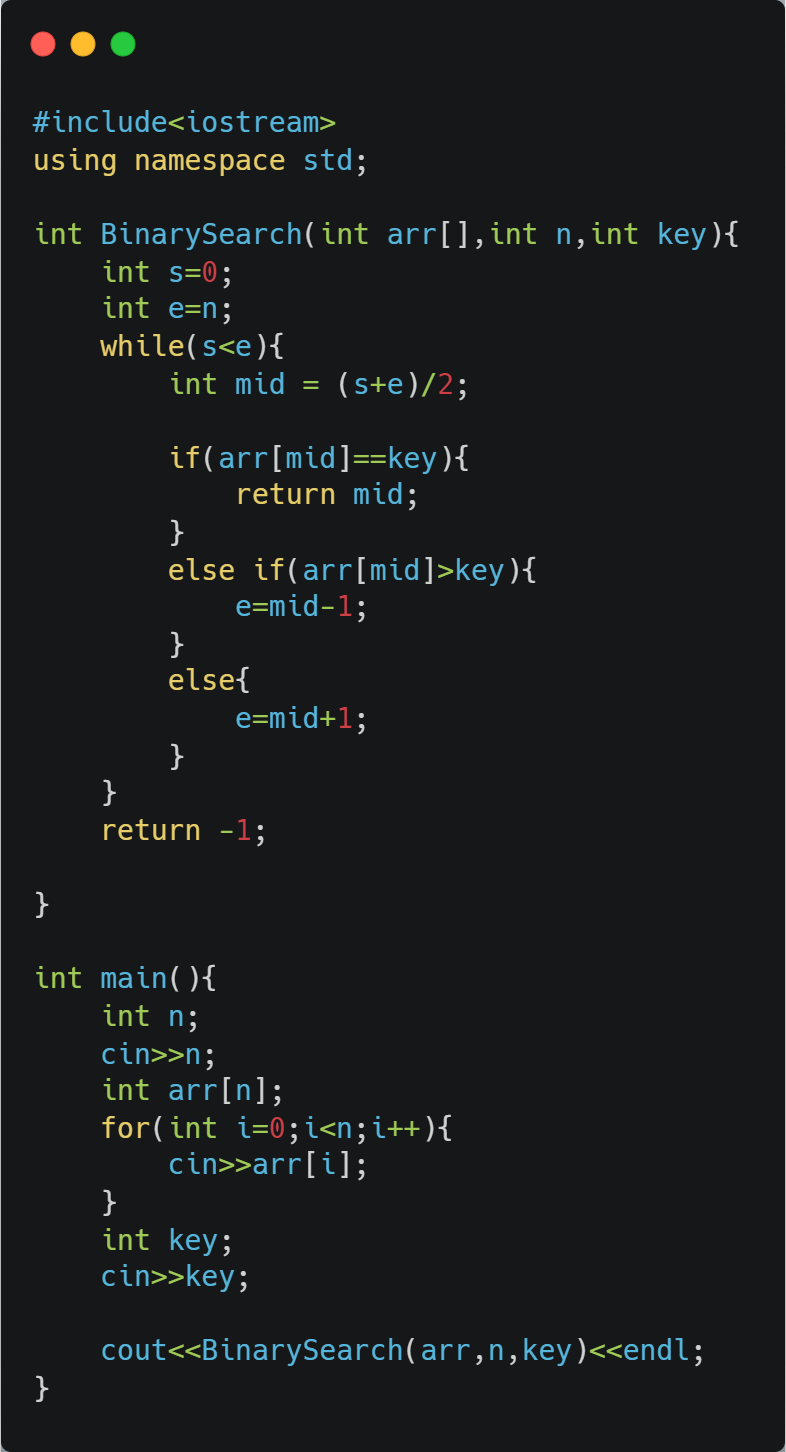 #include<iostream>
using namespace std;
int BinarySearch(int arr[],int n,int key){
    int s=0;
    int e=n;
    while(s<e){
        int mid = (s+e)/2;
        if(arr[mid]==key){
            return mid;
        }
        else if(arr[mid]>key){
            e=mid-1;
        }
        else{
            e=mid+1;
        }
    }
    return -1;
}
int main(){
    int n;
    cin>>n;
    int arr[n];
    for(int i=0;i<n;i++){
        cin>>arr[i];
    }
    int key;
    cin>>key;
    cout<<BinarySearch(arr,n,key)<<endl;
}